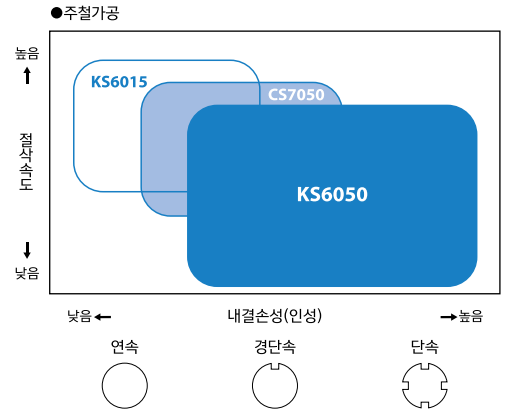 ●주철가공
높음
KS6015
CS7050
절삭속도
KS6050
낮음
낮음
내결손성(인성)
높음
연속
경단속
단속